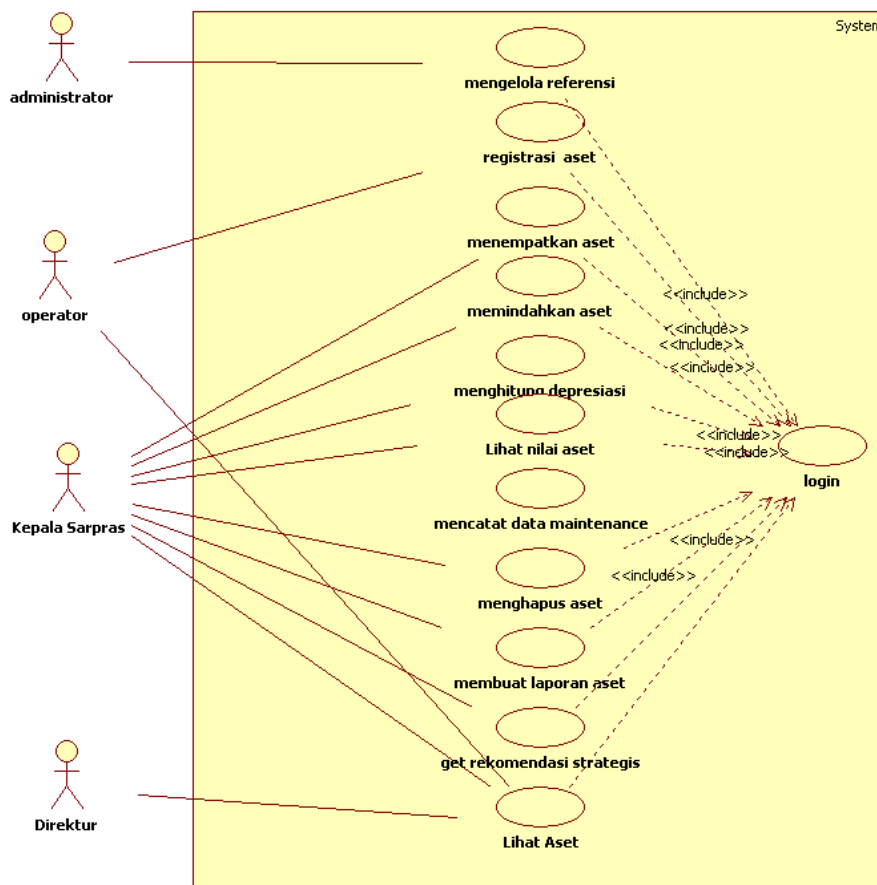 System
administrator
mengelola referensi
registrasi aset
menempatkan aset
operator
memindahkan aset
<<include>>
<<include>>
<<include>>
<<include>>
menghitung depresiasi
Lihat nilai aset
<<include>>
<<include>>
login
Kepala Sarpras
mencatat data maintenance
<<include>>
<<include>>
menghapus aset
membuat laporan aset
get rekomendasi strategis
Direktur
Lihat Aset